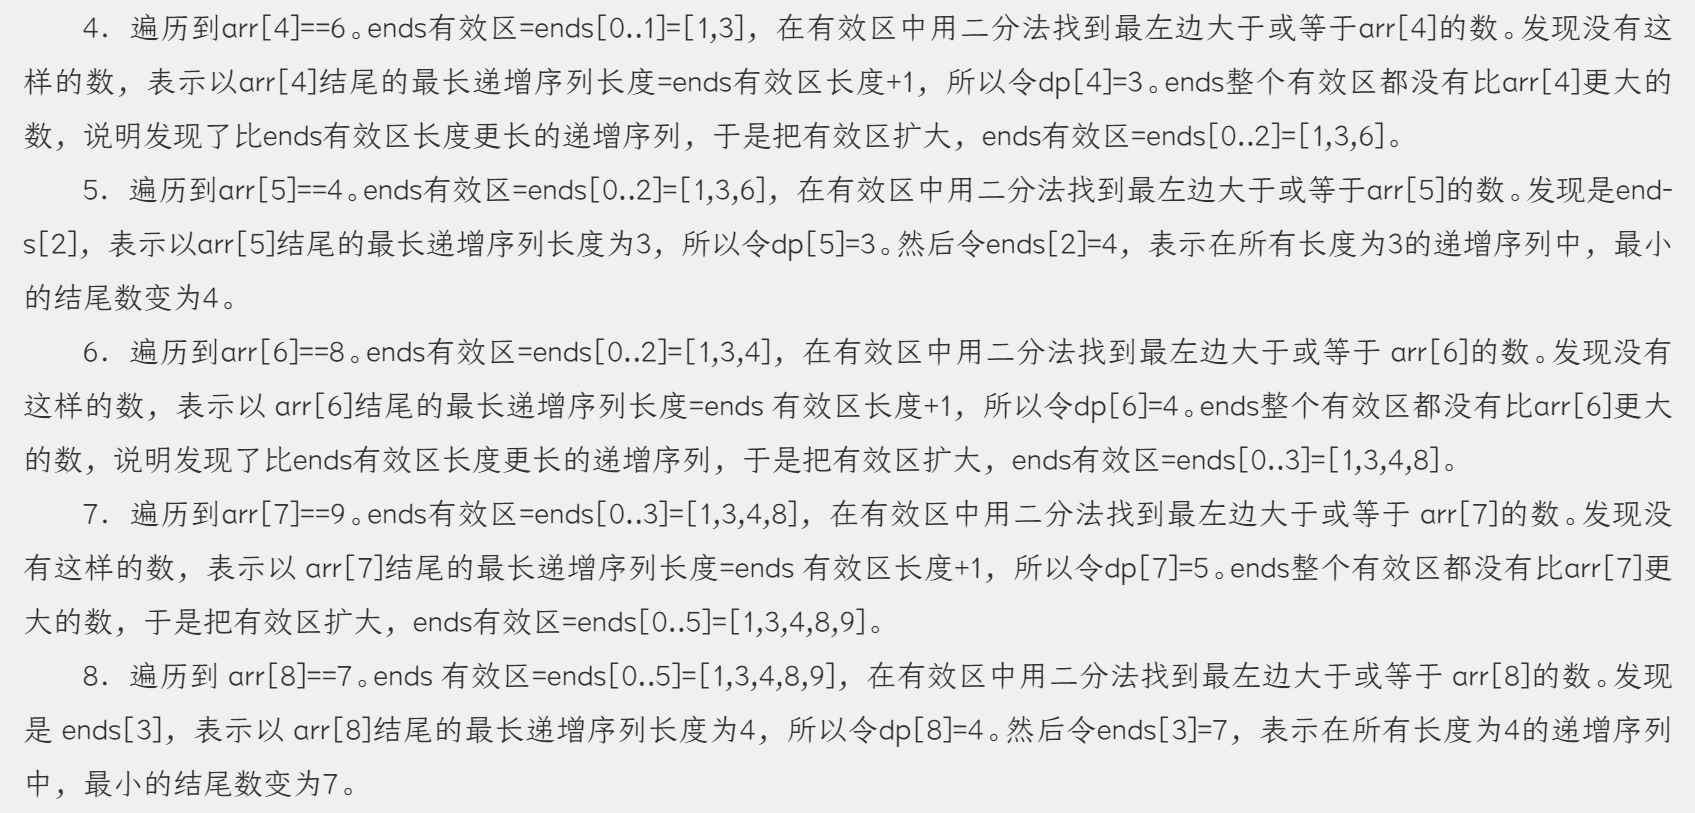 4．遍历到arr[4]==6。ends有效区=ends[0..1]=[1,3]，在有效区中用二分法找到最左边大于或等于arr[4]的数。发现没有这
样的数，表示以arr[4]结尾的最长递增序列长度=ends有效区长度+1，所以令dp[4]=3。ends整个有效区都没有比arr[4]更大的
数，说明发现了比ends有效区长度更长的递增序列，于是把有效区扩大，ends有效区=ends[0..2]=[1,3,6]。
5．遍历到arr[5]==4。ends有效区=ends[0..2]=[1,3,6]，在有效区中用二分法找到最左边大于或等于arr[5]的数。发现是end-
s[2]，表示以arr[5]结尾的最长递增序列长度为3，所以令dp[5]=3。然后令ends[2]=4，表示在所有长度为3的递增序列中，最小
的结尾数变为4。
6．遍历到arr[6]==8。ends有效区=ends[0..2]=[1,3,4]，在有效区中用二分法找到最左边大于或等于 arr[6]的数。发现没有
这样的数，表示以 arr[6]结尾的最长递增序列长度=ends 有效区长度+1，所以令dp[6]=4。ends整个有效区都没有比arr[6]更大
的数，说明发现了比ends有效区长度更长的递增序列，于是把有效区扩大，ends有效区=ends[0..3]=[1,3,4,8]。
7．遍历到arr[7]==9。ends有效区=ends[0..3]=[1,3,4,8]，在有效区中用二分法找到最左边大于或等于 arr[7]的数。发现没
有这样的数，表示以 arr[7]结尾的最长递增序列长度=ends 有效区长度+1，所以令dp[7]=5。ends整个有效区都没有比arr[7]更
大的数，于是把有效区扩大，ends有效区=ends[0..5]=[1,3,4,8,9]。
8．遍历到 arr[8]==7。ends 有效区=ends[0..5]=[1,3,4,8,9]，在有效区中用二分法找到最左边大于或等于 arr[8]的数。发现
是 ends[3]，表示以 arr[8]结尾的最长递增序列长度为4，所以令dp[8]=4。然后令ends[3]=7，表示在所有长度为4的递增序列
中，最小的结尾数变为7。